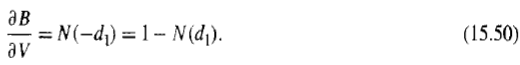 ∂B/∂V = N(-d₁) = 1 - N(d₁). (15.50)